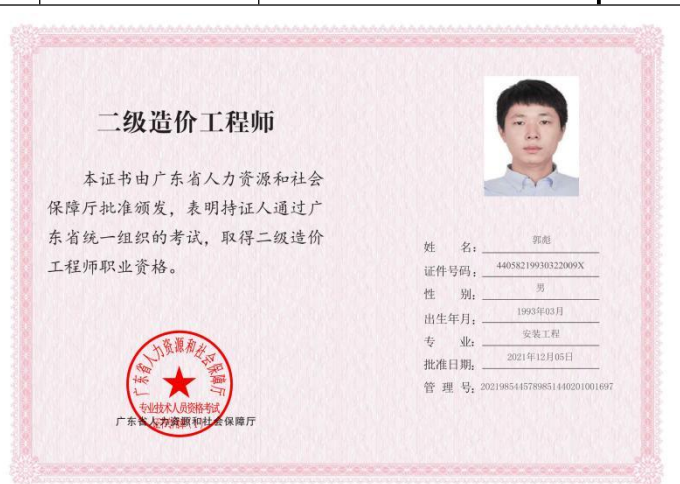 二级造价工程师
本证书由广东省人力资源和社会
保障厅批准颁发，表明持证人通过广
东省统一组织的考试，取得二级造价
工程师职业资格。
广东省人力资源和社会保障厅
专业技术人员资格考试
广东省人力资源和社会保障厅
姓 名：郭彪
证件号码：44058219930322009X
性 别：男
出生年月：1993年03月
专 业：安装工程
批准日期：2021年12月05日
管 理 号：20219854457898514402010016​97